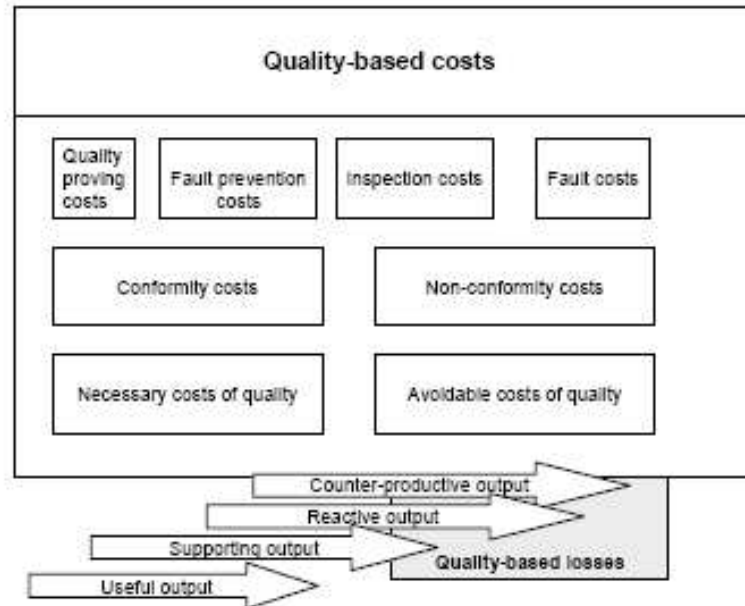 Quality-based costs
Quality
proving
costs
Fault prevention
costs
Inspection costs
Fault costs
Conformity costs
Non-conformity costs
Necessary costs of quality
Avoidable costs of quality
Counter-productive output
Reactive output
Supporting output
Quality-based losses
Useful output